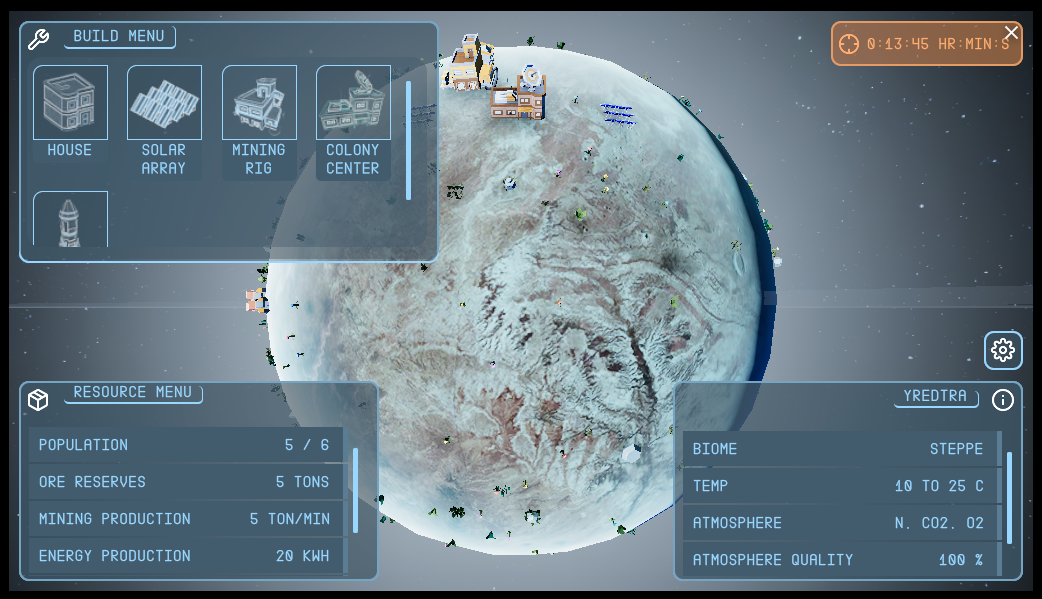 BUILD MENU
HOUSE
SOLAR
ARRAY
MINING
RIG
COLONY
CENTER
0:13:45 HR:MIN:S
RESOURCE MENU
POPULATION 5 / 6
ORE RESERVES 5 TONS
MINING PRODUCTION 5 TON/MIN
ENERGY PRODUCTION 20 KWH
YREDTRA
BIOME STEPPE
TEMP 10 TO 25 C
ATMOSPHERE N. CO2. O2
ATMOSPHERE QUALITY 100 %